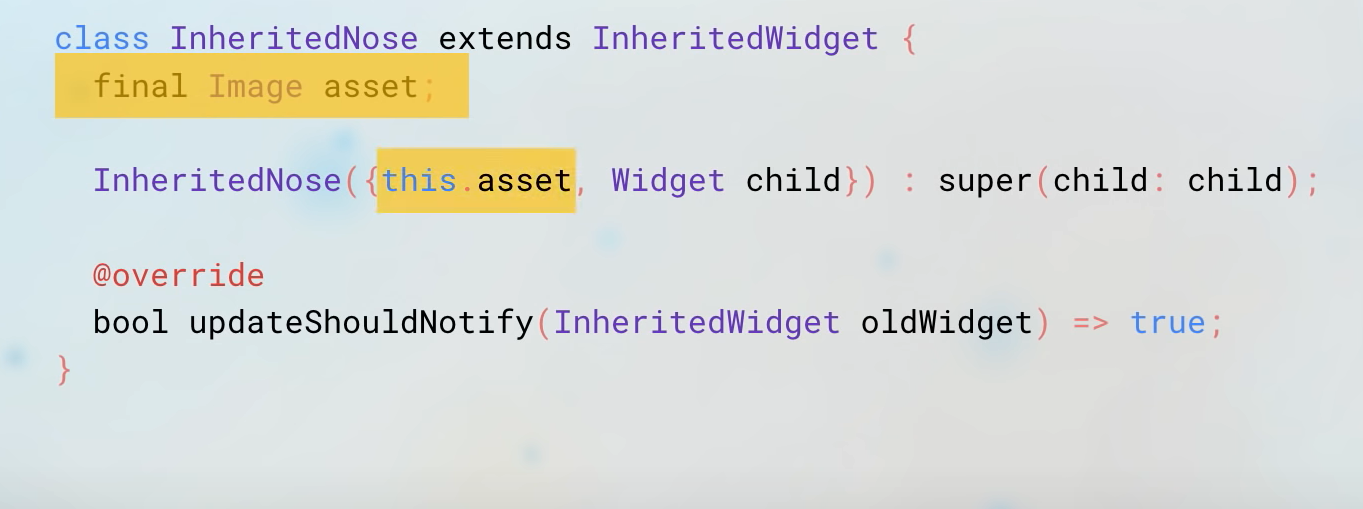 class InheritedNose extends InheritedWidget {
  final Image asset;
  InheritedNose({this.asset, Widget child}) : super(child: child);
  @override
  bool updateShouldNotify(InheritedWidget oldWidget) => true;
}